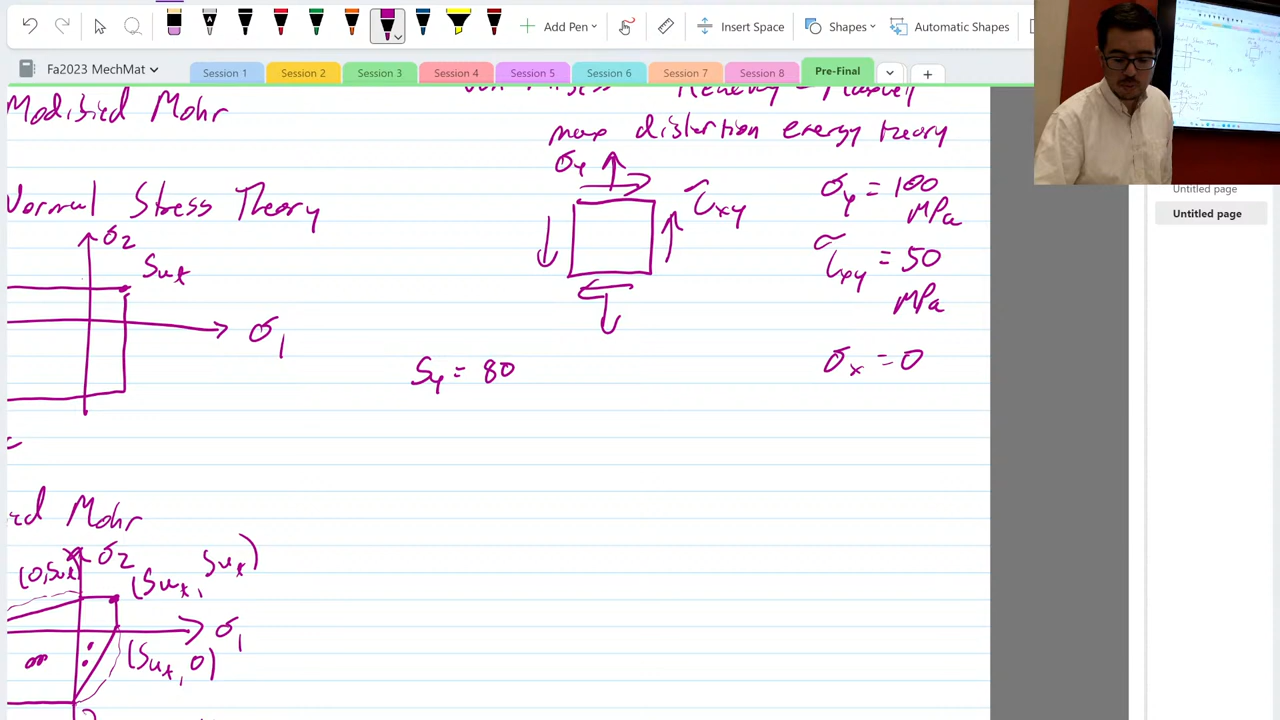 Add Pen
Insert Space
Shapes
Automatic Shapes
Fa2023 MechMat
Session 1
Session 2
Session 3
Session 4
Session 5
Session 6
Session 7
Session 8
Pre-Final
Untitled page
Untitled page
Modified Mohr
Normal Stress Theory
σ2
Sut
σ1
max distortion energy theory
σy
τxy
σy = 100
MPa
τxy = 50
MPa
σx = 0
Sy = 80
Mohr
σ2
(0, Sut)
(Sut, Sut)
σ1
(Sut, 0)